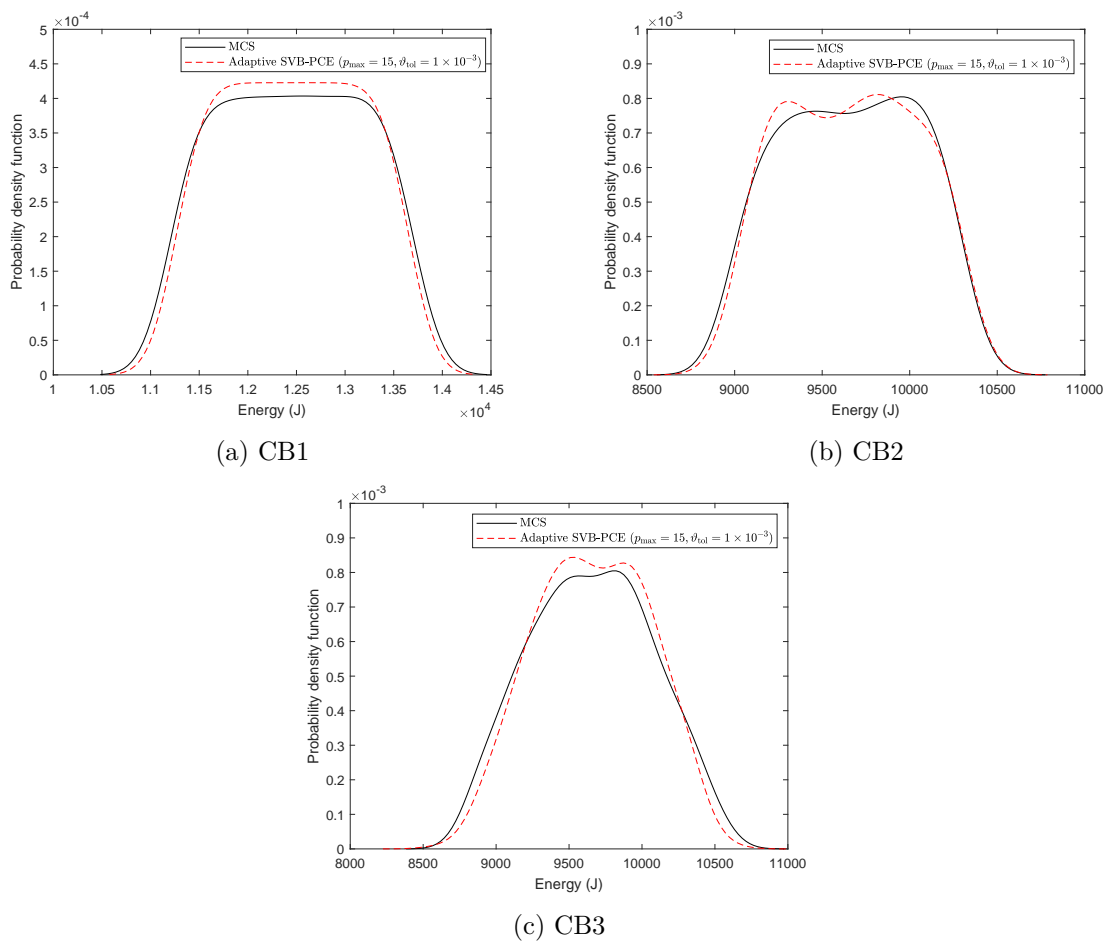 ×10⁻⁴
5
4.5
4
3.5
3
2.5
2
1.5
1
0.5
0
Probability density function
MCS
Adaptive SVB-PCE (p_max = 15, ϑ_tol = 1 × 10⁻³)
1 1.05 1.1 1.15 1.2 1.25 1.3 1.35 1.4 1.45
Energy (J)
×10⁴
(a) CB1
×10⁻³
1
0.9
0.8
0.7
0.6
0.5
0.4
0.3
0.2
0.1
0
Probability density function
MCS
Adaptive SVB-PCE (p_max = 15, ϑ_tol = 1 × 10⁻³)
8500 9000 9500 10000 10500 11000
Energy (J)
(b) CB2
×10⁻³
1
0.9
0.8
0.7
0.6
0.5
0.4
0.3
0.2
0.1
0
Probability density function
MCS
Adaptive SVB-PCE (p_max = 15, ϑ_tol = 1 × 10⁻³)
8000 8500 9000 9500 10000 10500 11000
Energy (J)
(c) CB3